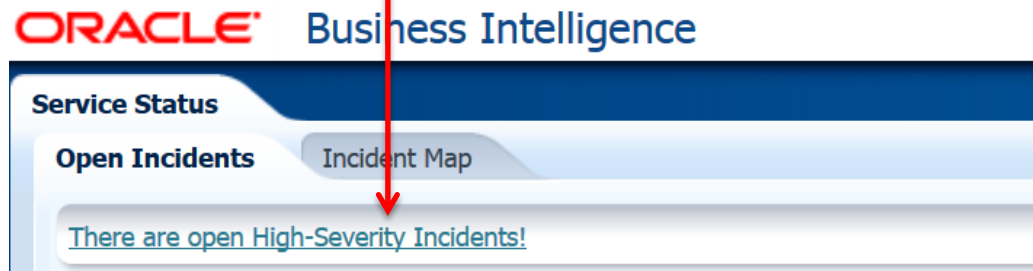 ORACLE Business Intelligence
Service Status
Open Incidents Incident Map
There are open High-Severity Incidents!